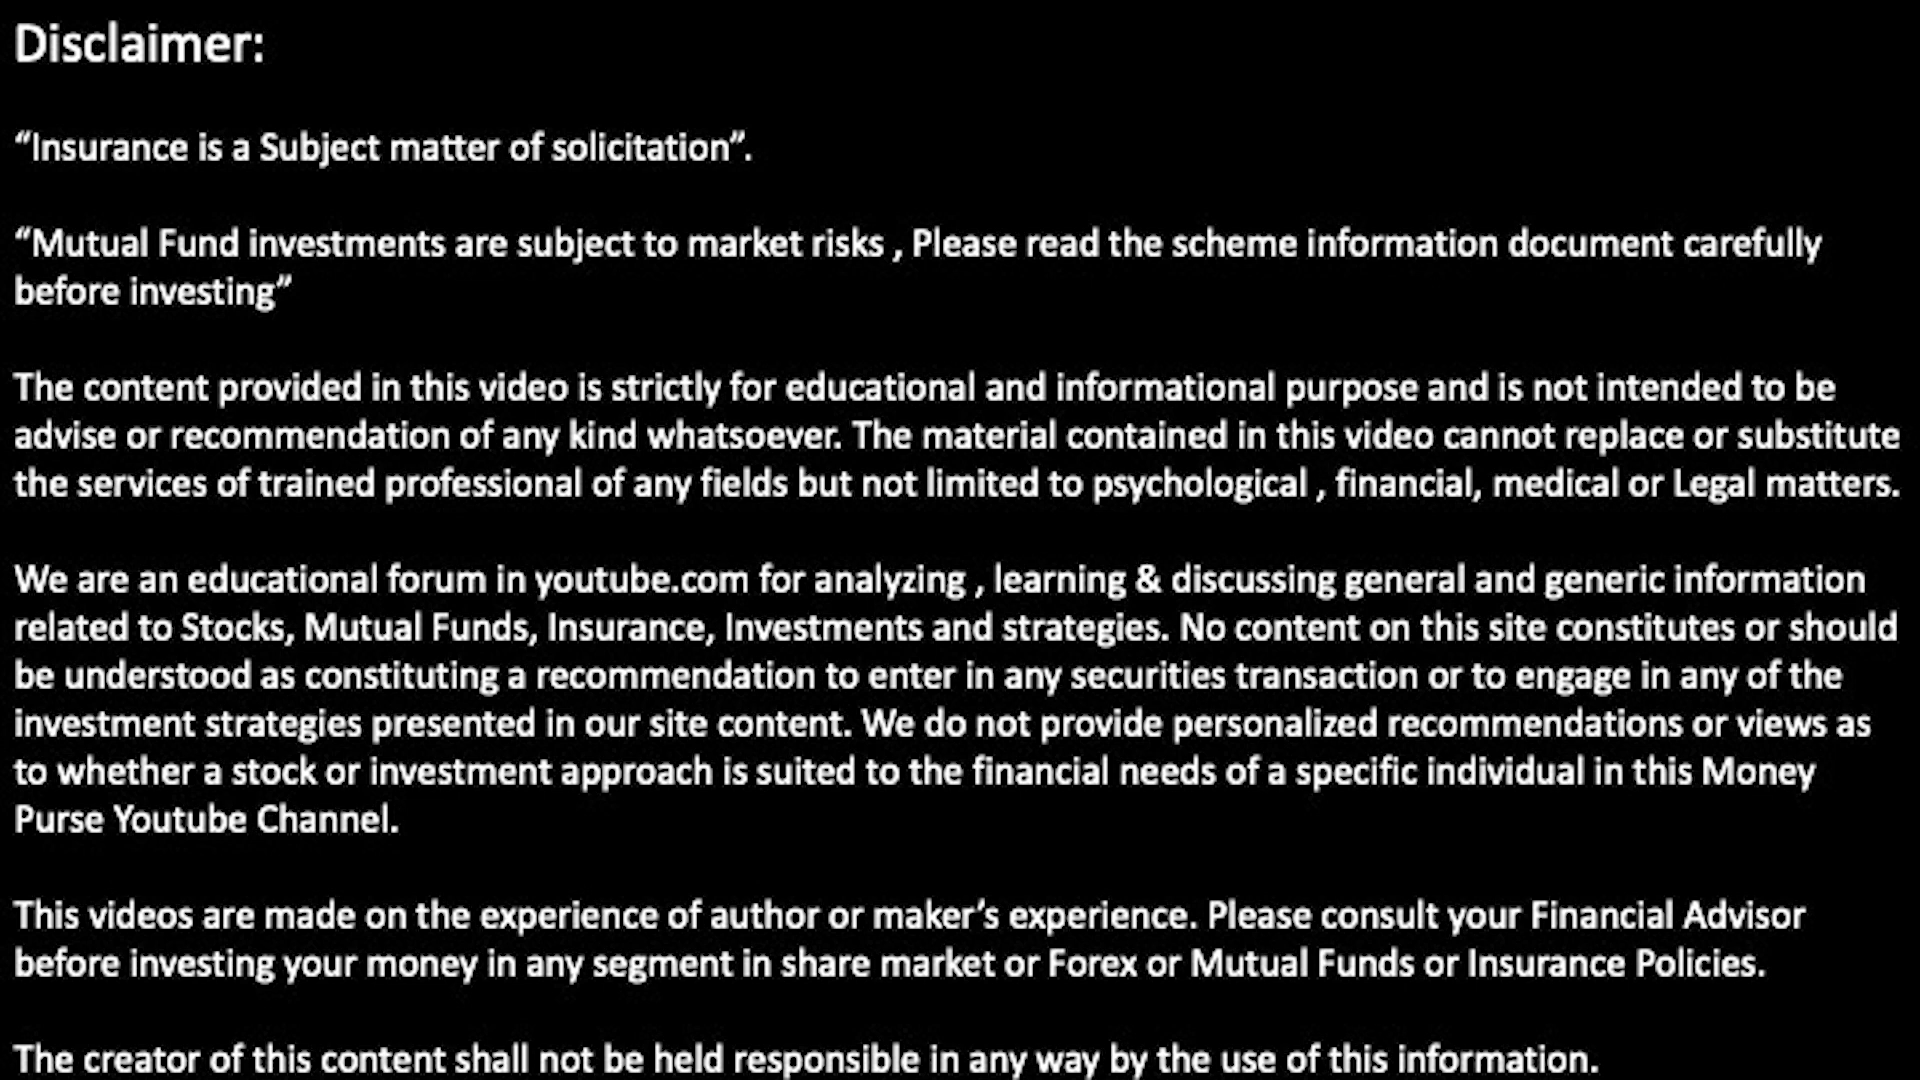 Disclaimer:
“Insurance is a Subject matter of solicitation”.
“Mutual Fund investments are subject to market risks , Please read the scheme information document carefully
before investing”
The content provided in this video is strictly for educational and informational purpose and is not intended to be
advise or recommendation of any kind whatsoever. The material contained in this video cannot replace or substitute
the services of trained professional of any fields but not limited to psychological , financial, medical or Legal matters.
We are an educational forum in youtube.com for analyzing , learning & discussing general and generic information
related to Stocks, Mutual Funds, Insurance, Investments and strategies. No content on this site constitutes or should
be understood as constituting a recommendation to enter in any securities transaction or to engage in any of the
investment strategies presented in our site content. We do not provide personalized recommendations or views as
to whether a stock or investment approach is suited to the financial needs of a specific individual in this Money
Purse Youtube Channel.
This videos are made on the experience of author or maker’s experience. Please consult your Financial Advisor
before investing your money in any segment in share market or Forex or Mutual Funds or Insurance Policies.
The creator of this content shall not be held responsible in any way by the use of this information.